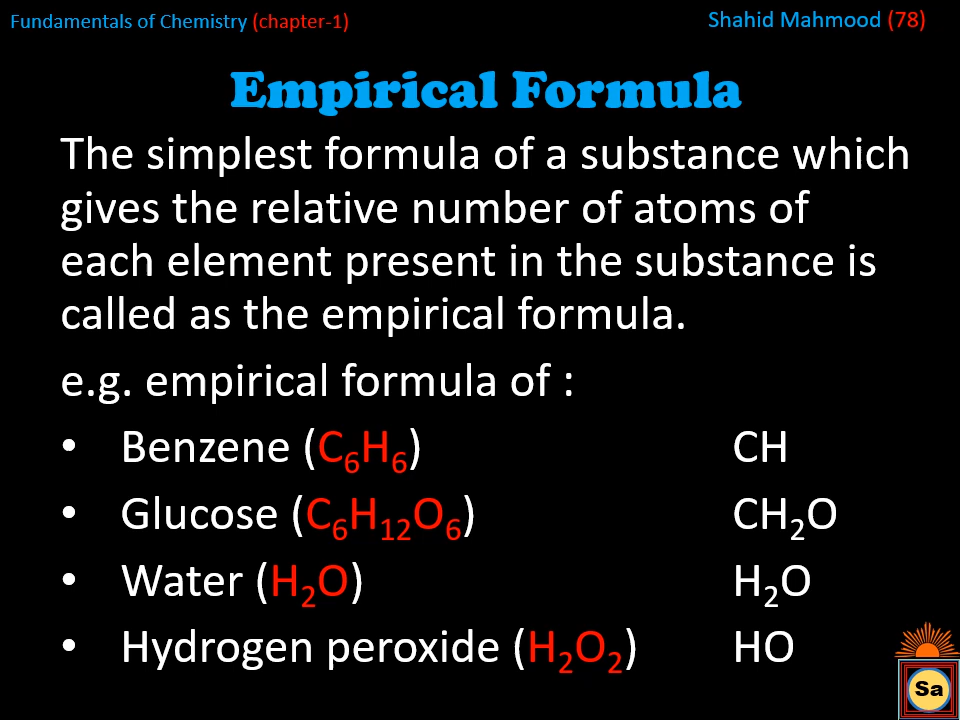 Fundamentals of Chemistry (chapter-1) Shahid Mahmood (78)
Empirical Formula
The simplest formula of a substance which
gives the relative number of atoms of
each element present in the substance is
called as the empirical formula.
e.g. empirical formula of :
• Benzene (C₆H₆) CH
• Glucose (C₆H₁₂O₆) CH₂O
• Water (H₂O) H₂O
• Hydrogen peroxide (H₂O₂) HO
Sa